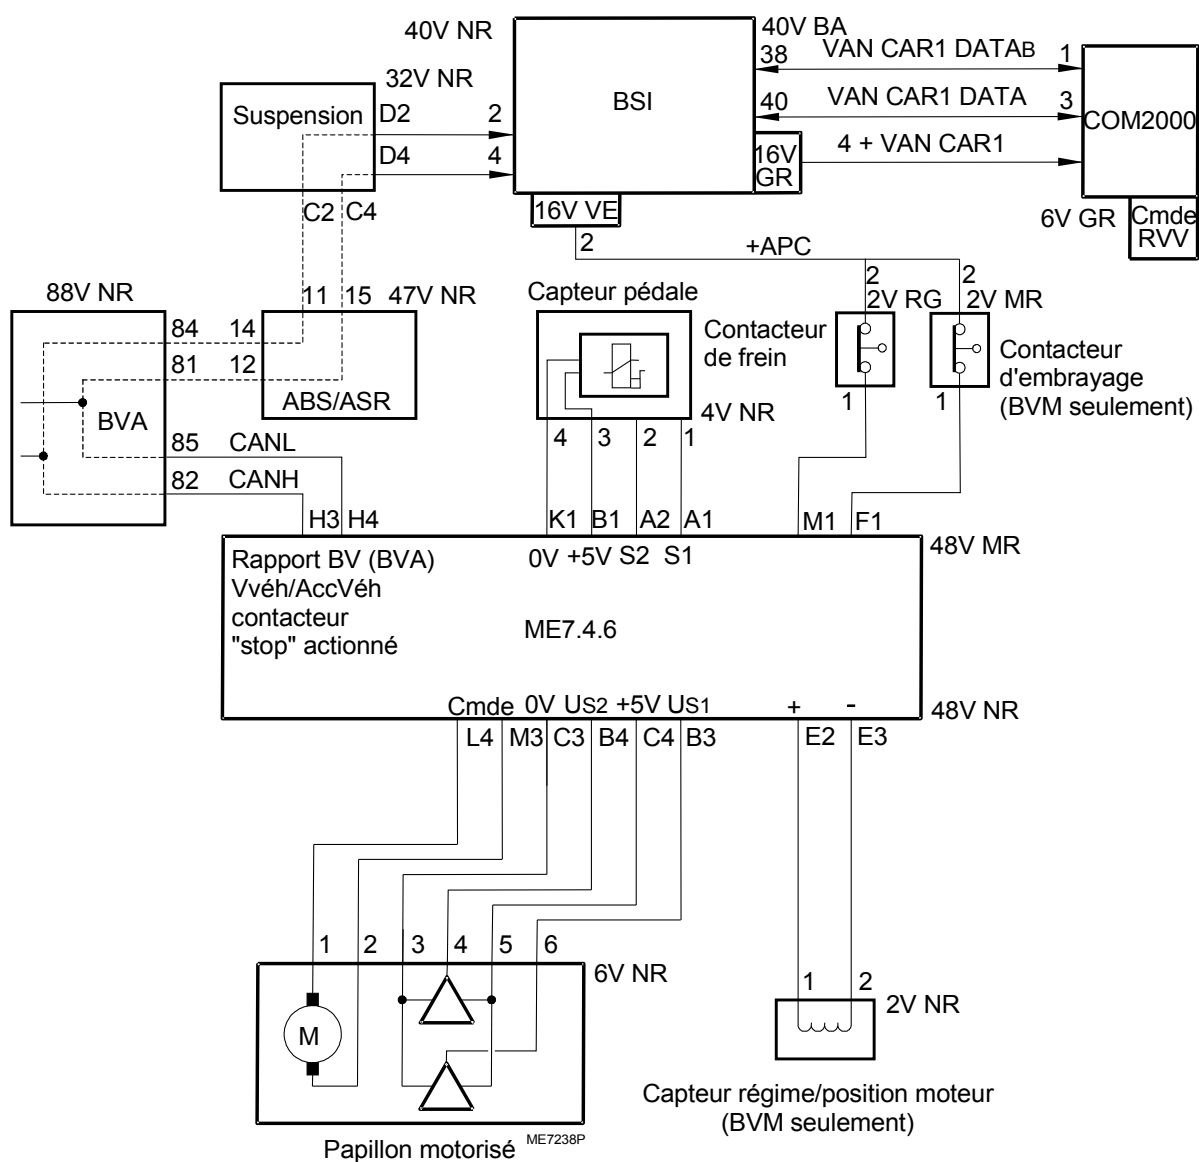 40V NR
40V BA
38
VAN CAR1 DATAB
1
32V NR
BSI
Suspension
D2
2
40
VAN CAR1 DATA
3
COM2000
D4
4
16V
GR
4 + VAN CAR1
C2
C4
16V VE
6V GR
Cmde
RVV
2
+APC
88V NR
11
15
47V NR
Capteur pédale
2
2V RG
2
2V MR
84
14
81
12
Contacteur
de frein
Contacteur
d'embrayage
(BVM seulement)
BVA
ABS/ASR
4V NR
1
1
85
CANL
4
3
2
1
82
CANH
H3
H4
K1
B1
A2
A1
M1
F1
48V MR
Rapport BV (BVA)
Vvéh/AccVéh
contacteur
"stop" actionné
0V
+5V
S2
S1
ME7.4.6
Cmde
0V
US2
+5V
US1
+
-
48V NR
L4
M3
C3
B4
C4
B3
E2
E3
1
2
3
4
5
6
6V NR
1
2
2V NR
M
Capteur régime/position moteur
(BVM seulement)
Papillon motorisé
ME7238P